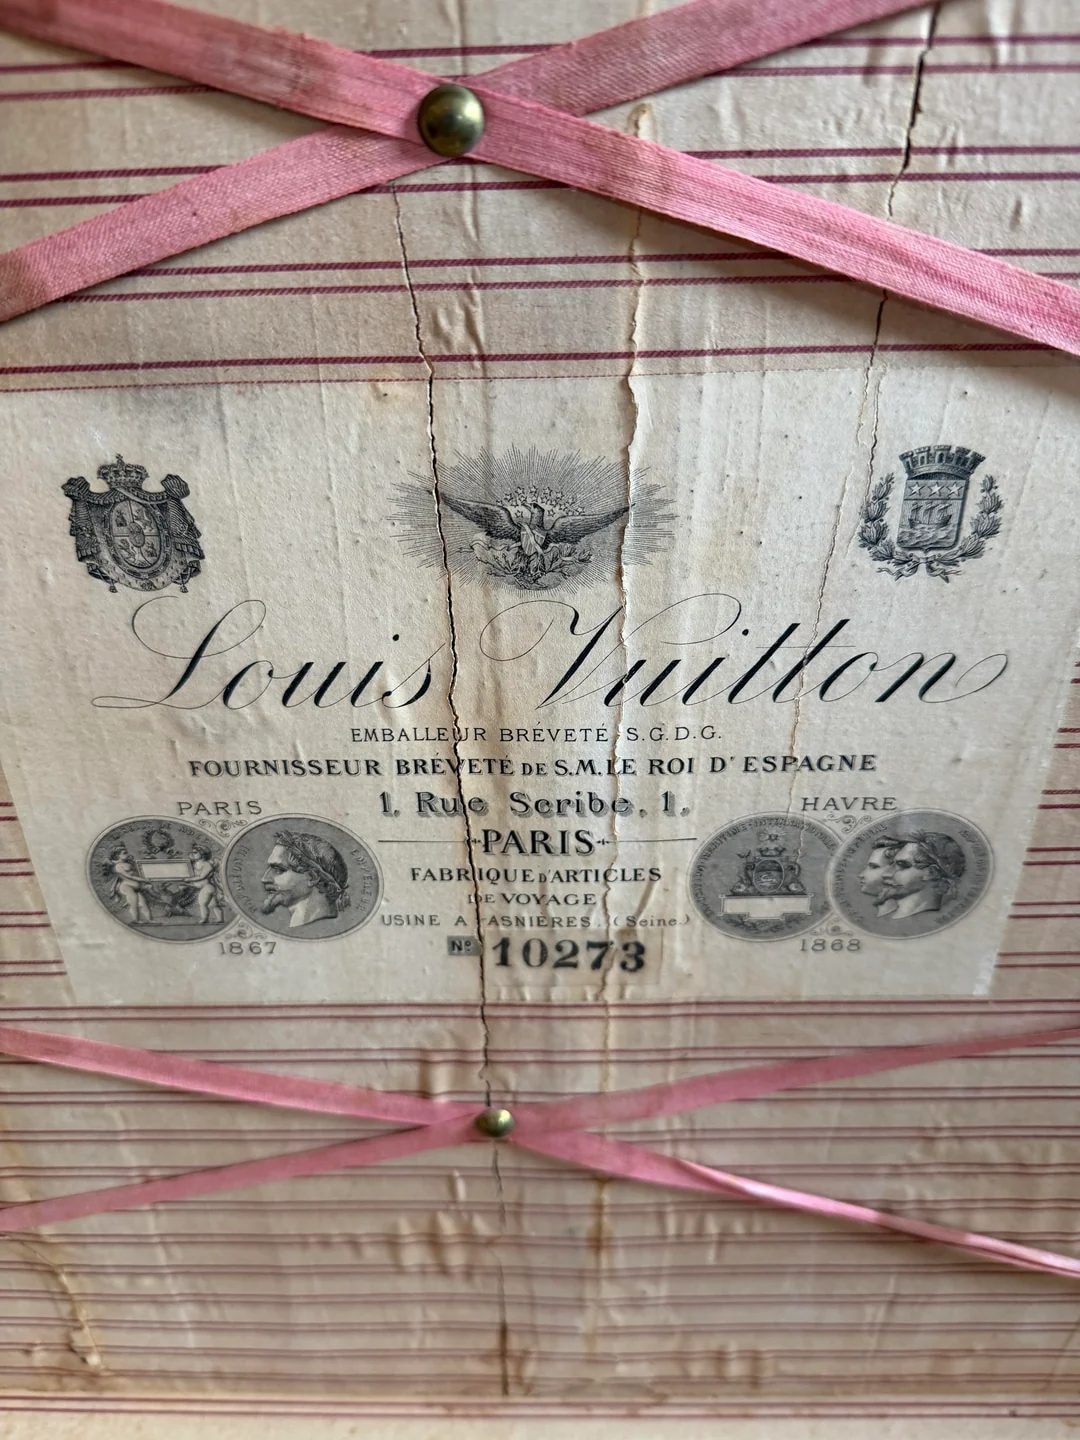 Louis Vuitton
EMBALLEUR BRÉVETÉ S.G.D.G.
FOURNISSEUR BRÉVETÉ DE S.M. LE ROI D'ESPAGNE
1, Rue Scribe, 1.
PARIS
PARIS
1867
HAVRE
1868
FABRIQUE D'ARTICLES
DE VOYAGE
USINE A ASNIÈRES, (Seine.)
No 10273